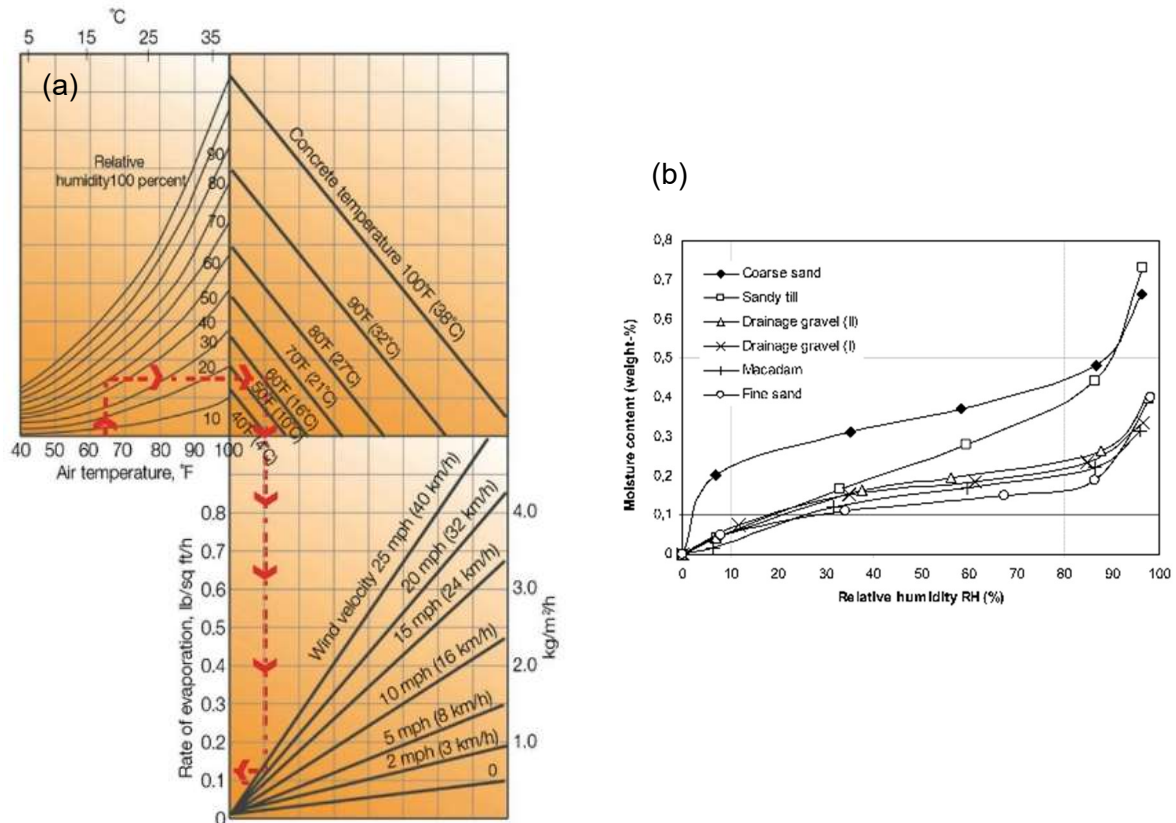 °C
5 15 25 35
(a)
Relative
humidity100 percent
90
80
70
60
50
40
30
20
10
Concrete temperature 100°F (38°C)
90°F (32°C)
80°F (27°C)
70°F (21°C)
60°F (16°C)
50°F (10°C)
40°F (4°C)
40 50 60 70 80 90 100
Air temperature, °F
Rate of evaporation, lb/sq ft/h
0.8
0.7
0.6
0.5
0.4
0.3
0.2
0.1
0
Wind velocity 25 mph (40 km/h)
20 mph (32 km/h)
15 mph (24 km/h)
10 mph (16 km/h)
5 mph (8 km/h)
2 mph (3 km/h)
0
4.0
3.0
2.0
1.0
kg/m²/h
(b)
Moisture content (weight-%)
0,8
0,7
0,6
0,5
0,4
0,3
0,2
0,1
0
Coarse sand
Sandy till
Drainage gravel (II)
Drainage gravel (I)
Macadam
Fine sand
0 10 20 30 40 50 60 70 80 90 100
Relative humidity RH (%)